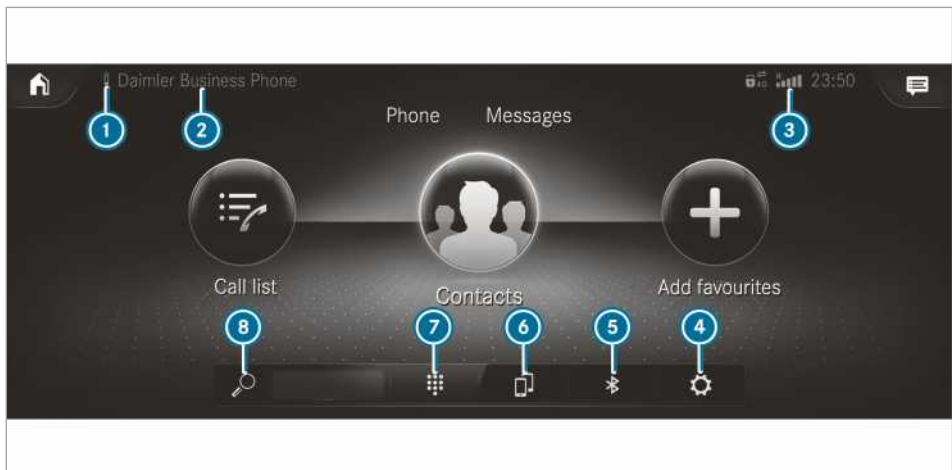 Daimler Business Phone 23:50
1 2 3
Phone Messages
Call list Contacts Add favourites
8 7 6 5 4